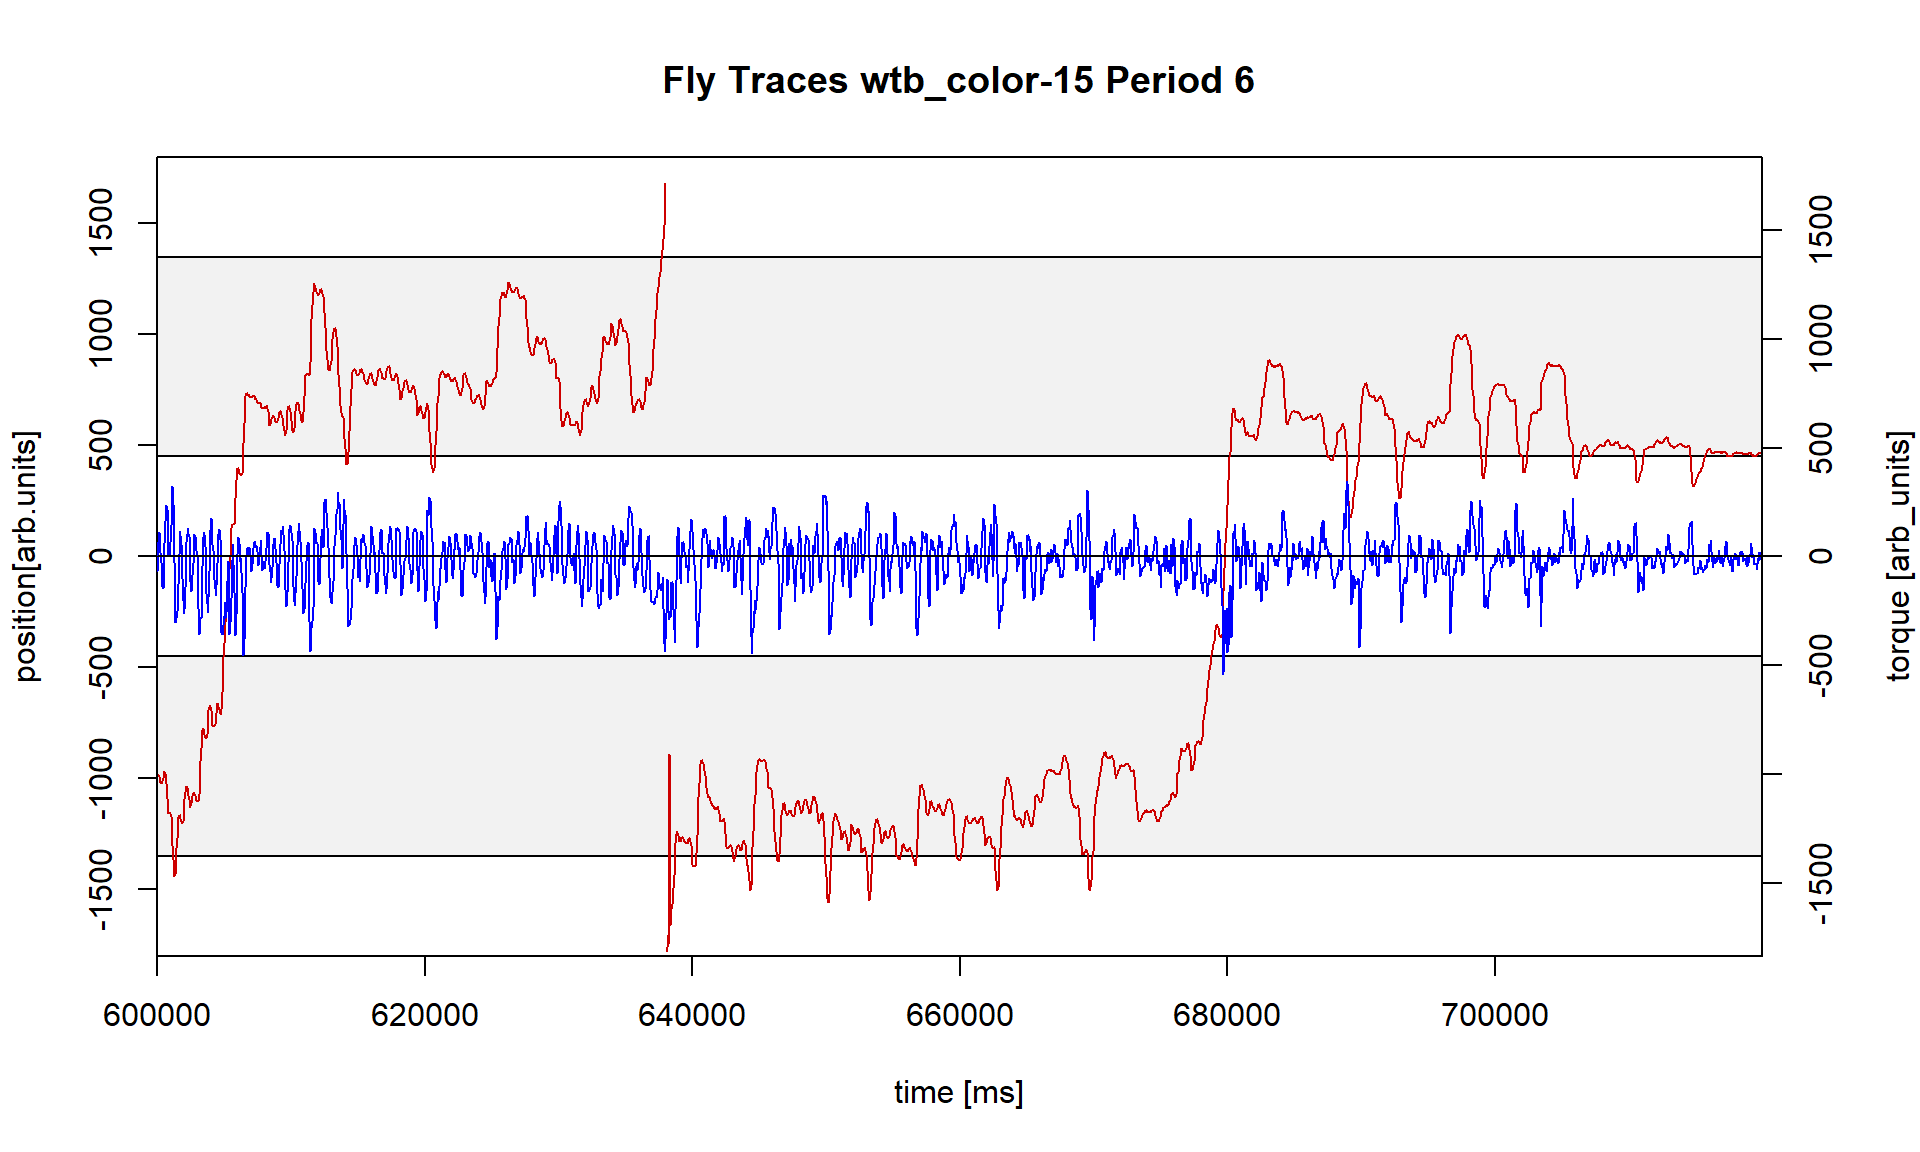 Fly Traces wtb_color-15 Period 6
position[arb.units]
1500
1000
500
0
-500
-1000
-1500
1500
1000
500
0
-500
-1500
torque [arb_units]
600000 620000 640000 660000 680000 700000
time [ms]